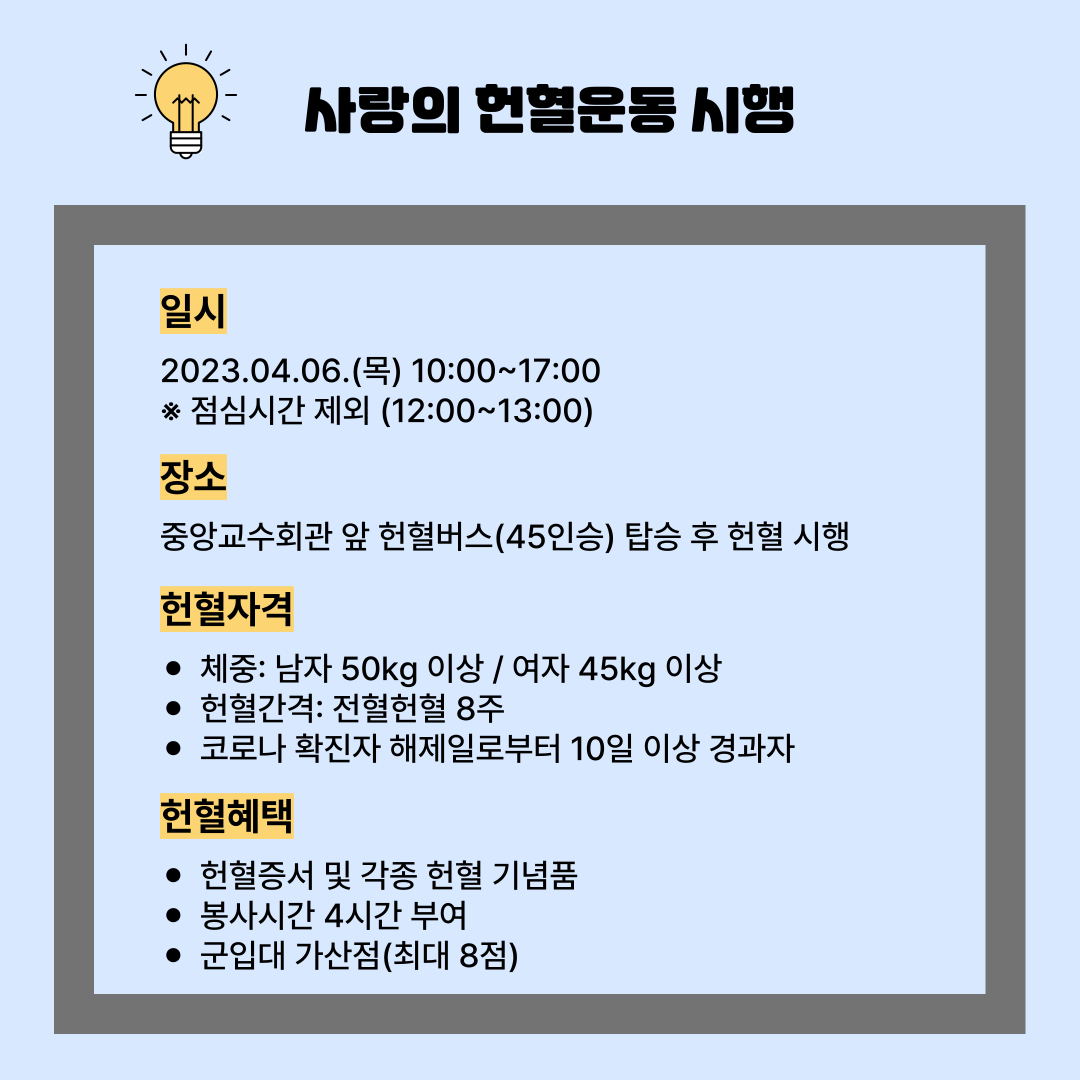 사랑의 헌혈운동 시행
일시
2023.04.06.(목) 10:00~17:00
※ 점심시간 제외 (12:00~13:00)
장소
중앙교수회관 앞 헌혈버스(45인승) 탑승 후 헌혈 시행
헌혈자격
• 체중: 남자 50kg 이상 / 여자 45kg 이상
• 헌혈간격: 전혈헌혈 8주
• 코로나 확진자 해제일로부터 10일 이상 경과자
헌혈혜택
• 헌혈증서 및 각종 헌혈 기념품
• 봉사시간 4시간 부여
• 군입대 가산점(최대 8점)